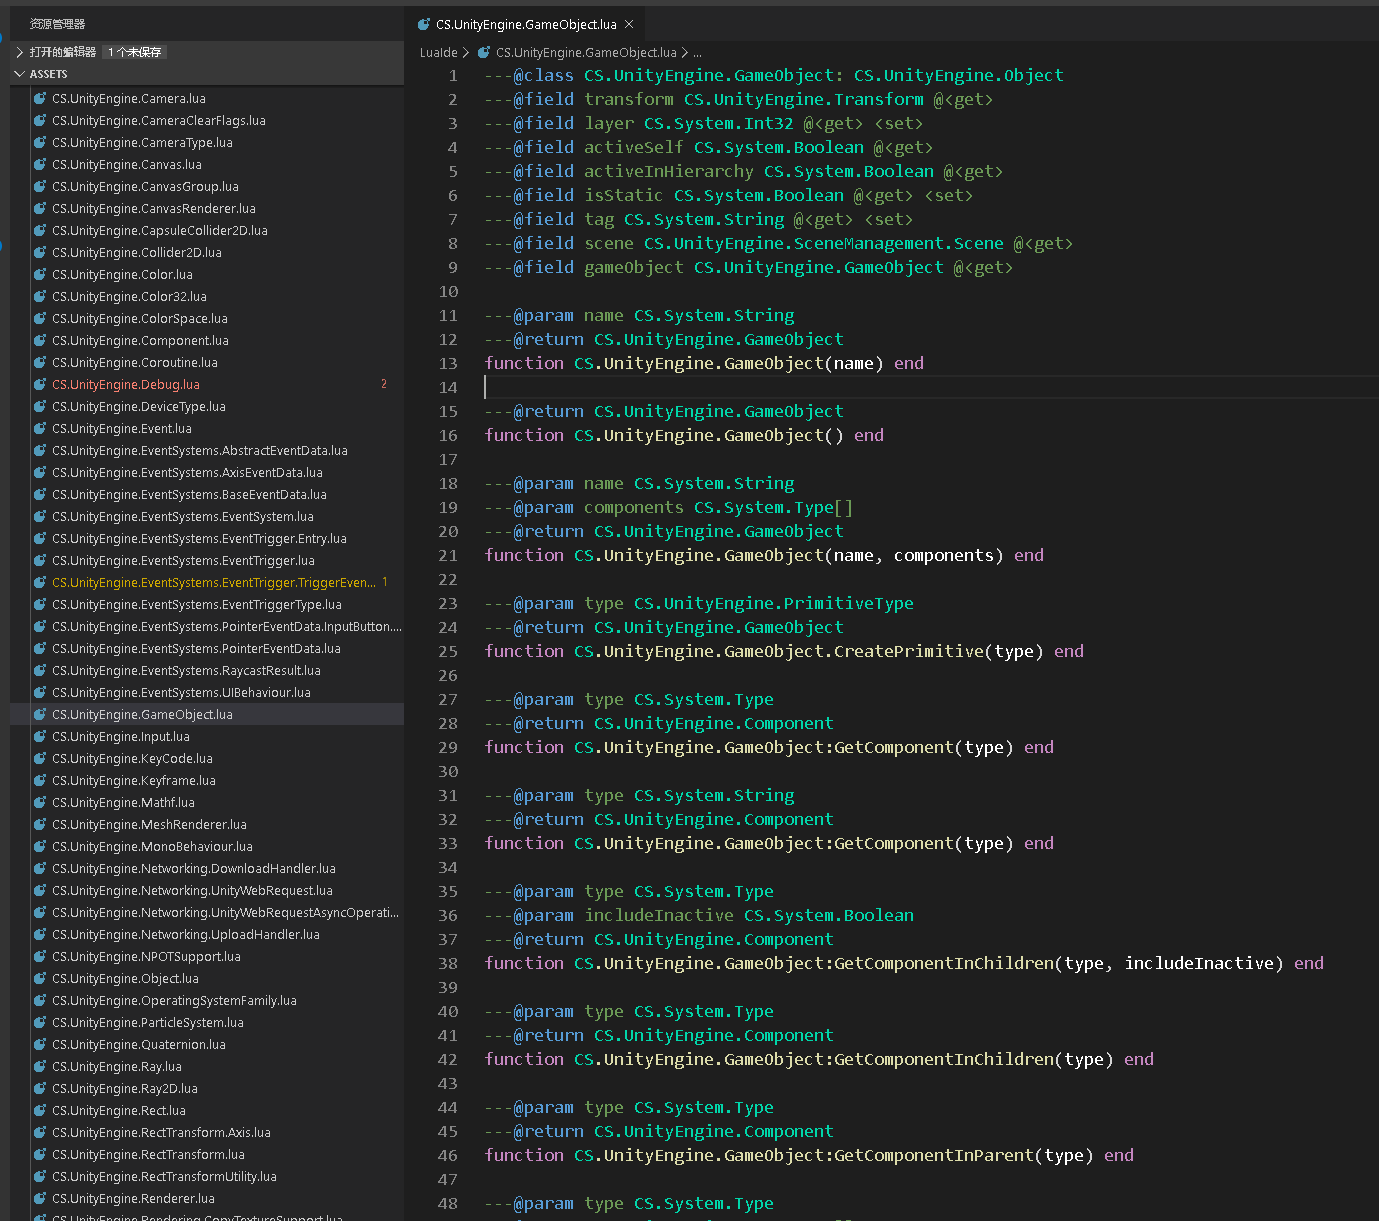 资源管理器
打开的编辑器 1 个未保存
ASSETS
CS.UnityEngine.Camera.lua
CS.UnityEngine.CameraClearFlags.lua
CS.UnityEngine.CameraType.lua
CS.UnityEngine.Canvas.lua
CS.UnityEngine.CanvasGroup.lua
CS.UnityEngine.CanvasRenderer.lua
CS.UnityEngine.CapsuleCollider2D.lua
CS.UnityEngine.Collider2D.lua
CS.UnityEngine.Color.lua
CS.UnityEngine.Color32.lua
CS.UnityEngine.ColorSpace.lua
CS.UnityEngine.Component.lua
CS.UnityEngine.Coroutine.lua
CS.UnityEngine.Debug.lua 2
CS.UnityEngine.DeviceType.lua
CS.UnityEngine.Event.lua
CS.UnityEngine.EventSystems.AbstractEventData.lua
CS.UnityEngine.EventSystems.AxisEventData.lua
CS.UnityEngine.EventSystems.BaseEventData.lua
CS.UnityEngine.EventSystems.EventSystem.lua
CS.UnityEngine.EventSystems.EventTrigger.Entry.lua
CS.UnityEngine.EventSystems.EventTrigger.lua
CS.UnityEngine.EventSystems.EventTrigger.TriggerEven... 1
CS.UnityEngine.EventSystems.EventTriggerType.lua
CS.UnityEngine.EventSystems.PointerEventData.InputButton....
CS.UnityEngine.EventSystems.PointerEventData.lua
CS.UnityEngine.EventSystems.RaycastResult.lua
CS.UnityEngine.EventSystems.UIBehaviour.lua
CS.UnityEngine.GameObject.lua
CS.UnityEngine.Input.lua
CS.UnityEngine.KeyCode.lua
CS.UnityEngine.Keyframe.lua
CS.UnityEngine.Mathf.lua
CS.UnityEngine.MeshRenderer.lua
CS.UnityEngine.MonoBehaviour.lua
CS.UnityEngine.Networking.DownloadHandler.lua
CS.UnityEngine.Networking.UnityWebRequest.lua
CS.UnityEngine.Networking.UnityWebRequestAsyncOperati...
CS.UnityEngine.Networking.UploadHandler.lua
CS.UnityEngine.NPOTSupport.lua
CS.UnityEngine.Object.lua
CS.UnityEngine.OperatingSystemFamily.lua
CS.UnityEngine.ParticleSystem.lua
CS.UnityEngine.Quaternion.lua
CS.UnityEngine.Ray.lua
CS.UnityEngine.Ray2D.lua
CS.UnityEngine.Rect.lua
CS.UnityEngine.RectTransform.Axis.lua
CS.UnityEngine.RectTransform.lua
CS.UnityEngine.RectTransformUtility.lua
CS.UnityEngine.Renderer.lua
CS.UnityEngine.Rendering.CopyTextureSupport.lua
CS.UnityEngine.GameObject.lua
LuaIde > CS.UnityEngine.GameObject.lua > ...
1 ---@class CS.UnityEngine.GameObject: CS.UnityEngine.Object
2 ---@field transform CS.UnityEngine.Transform @<get>
3 ---@field layer CS.System.Int32 @<get> <set>
4 ---@field activeSelf CS.System.Boolean @<get>
5 ---@field activeInHierarchy CS.System.Boolean @<get>
6 ---@field isStatic CS.System.Boolean @<get> <set>
7 ---@field tag CS.System.String @<get> <set>
8 ---@field scene CS.UnityEngine.SceneManagement.Scene @<get>
9 ---@field gameObject CS.UnityEngine.GameObject @<get>
10
11 ---@param name CS.System.String
12 ---@return CS.UnityEngine.GameObject
13 function CS.UnityEngine.GameObject(name) end
14
15 ---@return CS.UnityEngine.GameObject
16 function CS.UnityEngine.GameObject() end
17
18 ---@param name CS.System.String
19 ---@param components CS.System.Type[]
20 ---@return CS.UnityEngine.GameObject
21 function CS.UnityEngine.GameObject(name, components) end
22
23 ---@param type CS.UnityEngine.PrimitiveType
24 ---@return CS.UnityEngine.GameObject
25 function CS.UnityEngine.GameObject.CreatePrimitive(type) end
26
27 ---@param type CS.System.Type
28 ---@return CS.UnityEngine.Component
29 function CS.UnityEngine.GameObject:GetComponent(type) end
30
31 ---@param type CS.System.String
32 ---@return CS.UnityEngine.Component
33 function CS.UnityEngine.GameObject:GetComponent(type) end
34
35 ---@param type CS.System.Type
36 ---@param includeInactive CS.System.Boolean
37 ---@return CS.UnityEngine.Component
38 function CS.UnityEngine.GameObject:GetComponentInChildren(type, includeInactive) end
39
40 ---@param type CS.System.Type
41 ---@return CS.UnityEngine.Component
42 function CS.UnityEngine.GameObject:GetComponentInChildren(type) end
43
44 ---@param type CS.System.Type
45 ---@return CS.UnityEngine.Component
46 function CS.UnityEngine.GameObject:GetComponentInParent(type) end
47
48 ---@param type CS.System.Type